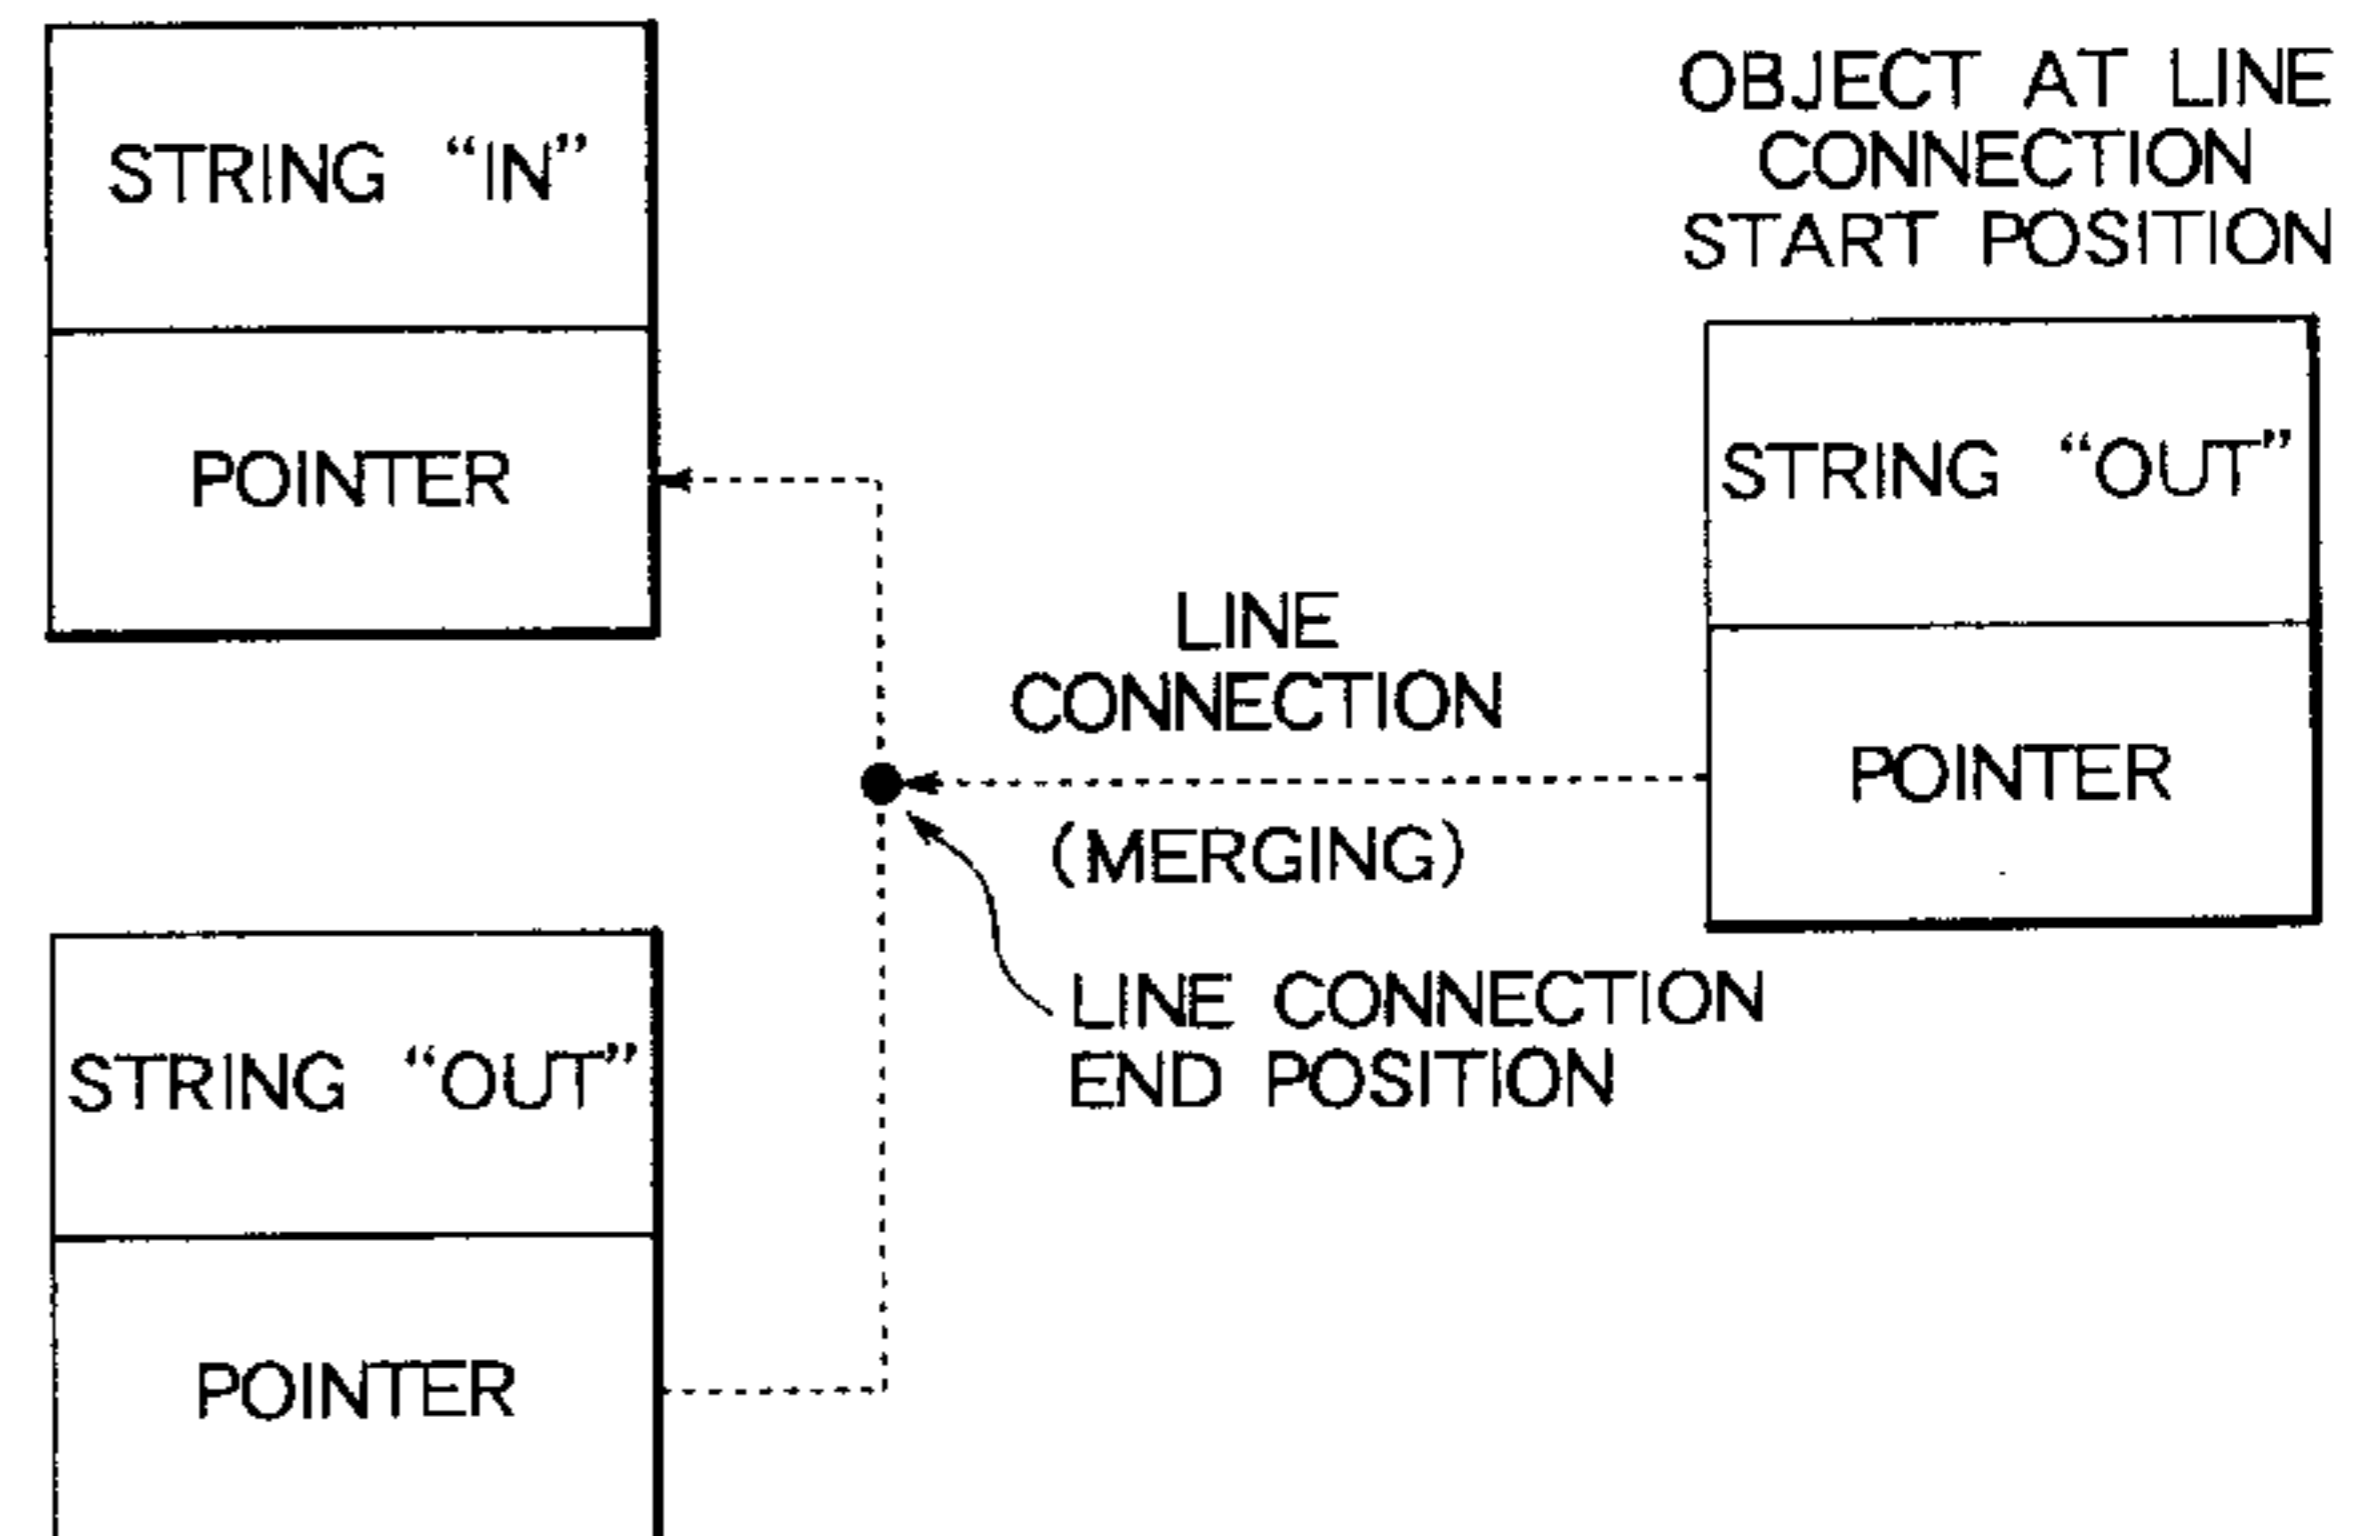 STRING “IN”
POINTER
OBJECT AT LINE
CONNECTION
START POSITION
STRING “OUT”
POINTER
LINE
CONNECTION
(MERGING)
LINE CONNECTION
END POSITION
STRING “OUT”
POINTER